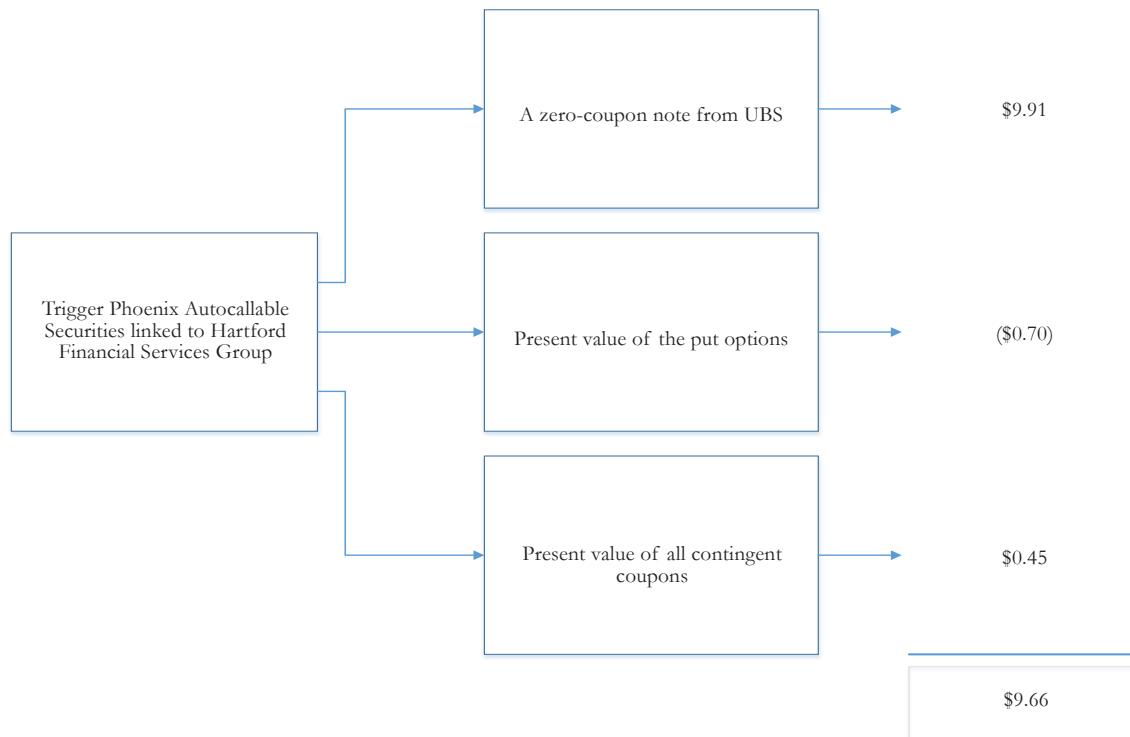 A zero-coupon note from UBS
$9.91
Trigger Phoenix Autocallable
Securities linked to Hartford
Financial Services Group
Present value of the put options
($0.70)
Present value of all contingent
coupons
$0.45
$9.66